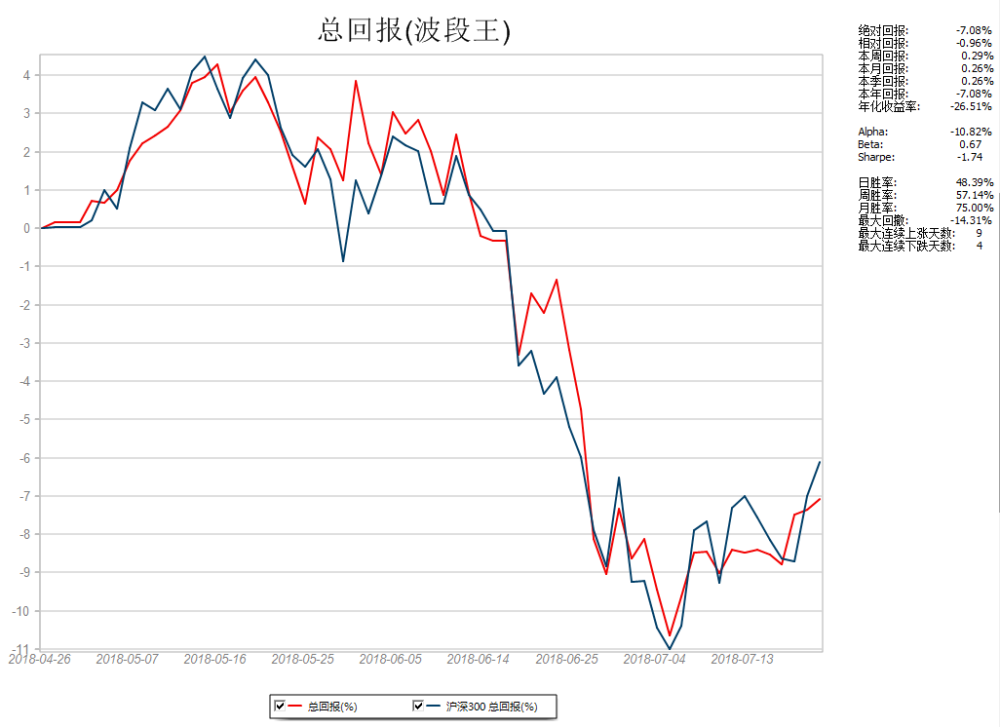 总回报(波段王)
绝对回报: -7.08%
相对回报: -0.96%
本周回报: 0.29%
本月回报: 0.26%
本季回报: 0.26%
本年回报: -7.08%
年化收益率: -26.51%
Alpha: -10.82%
Beta: 0.67
Sharpe: -1.74
日胜率: 48.39%
周胜率: 57.14%
月胜率: 75.00%
最大回撤: -14.31%
最大连续上涨天数: 9
最大连续下跌天数: 4
4
3
2
1
0
-1
-2
-3
-4
-5
-6
-7
-8
-9
-10
-11
2018-04-26 2018-05-07 2018-05-16 2018-05-25 2018-06-05 2018-06-14 2018-06-25 2018-07-04 2018-07-13
总回报(%) 沪深300 总回报(%)